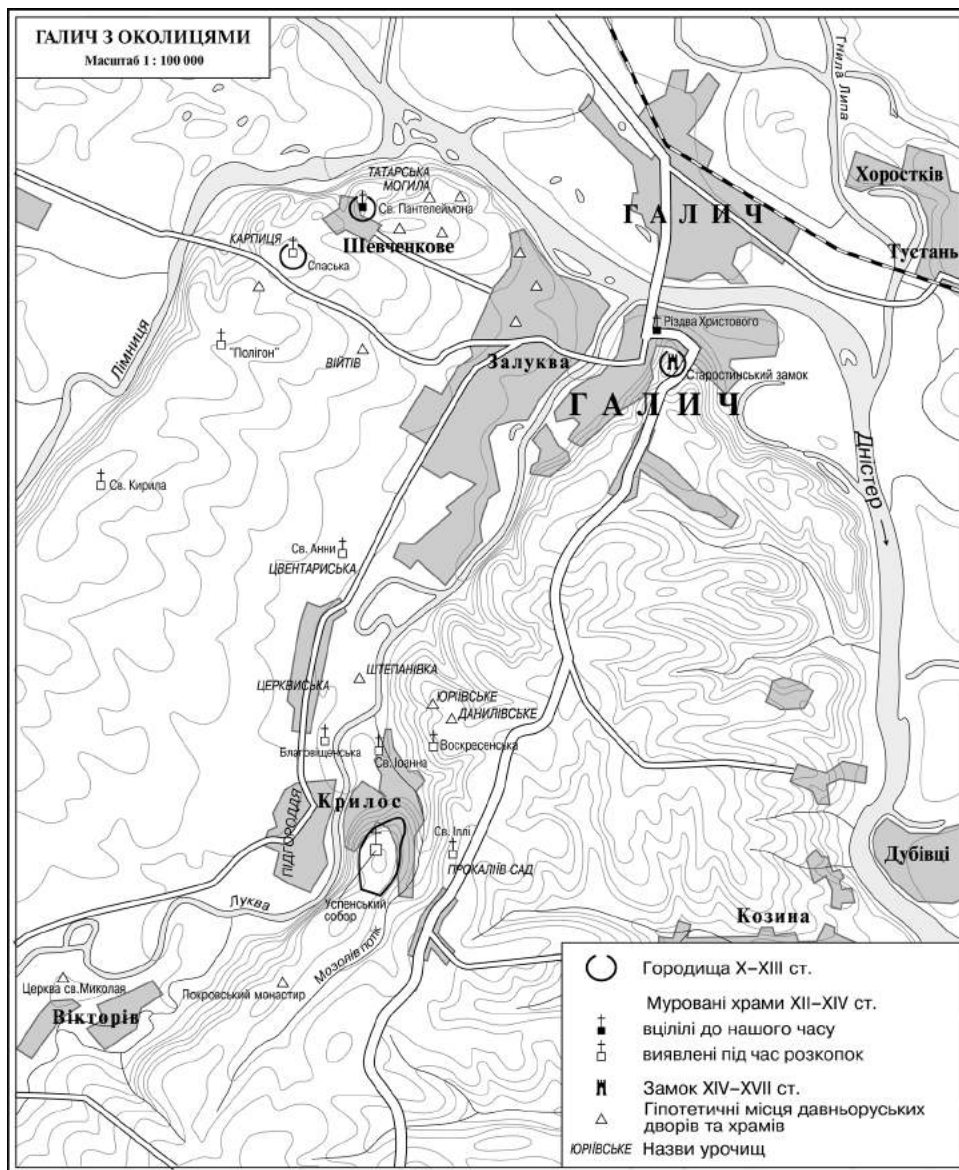 ГАЛИЧ З ОКОЛИЦЯМИ
Масштаб 1 : 100 000
Гнила Липа
Хоростків
ТАТАРСЬКА
МОГИЛА
Св. Пантелеймона
ГАЛИЧ
Шевченкове
КАРПИЦЯ
Спаська
Тустань
Лімниця
"Полігон"
ВІЙТІВ
Залуква
Різдва Христового
Старостинський замок
ГАЛИЧ
Дністер
Св. Кирила
Св. Анни
ЦВЕНТАРИСЬКА
ШТЕПАНІВКА
ЦЕРКВИСЬКА
ЮРІЇВСЬКЕ
ДАНИЛІВСЬКЕ
Благовіщенська
Св. Іоанна
Воскресенська
Крилос
ПІДГОРОДДЯ
Св. Іллі
ПРОКАЛІЇВ САД
Дубівці
Луква
Успенський
собор
Козина
Мозолів потік
Церква св.Миколая
Покровський монастир
Вікторів
Городища X–XIII ст.
Муровані храми XII–XIV ст.
вцілілі до нашого часу
виявлені під час розкопок
Замок XIV–XVII ст.
Гіпотетичні місця давньоруських
дворів та храмів
ЮРІЇВСЬКЕ Назви урочищ